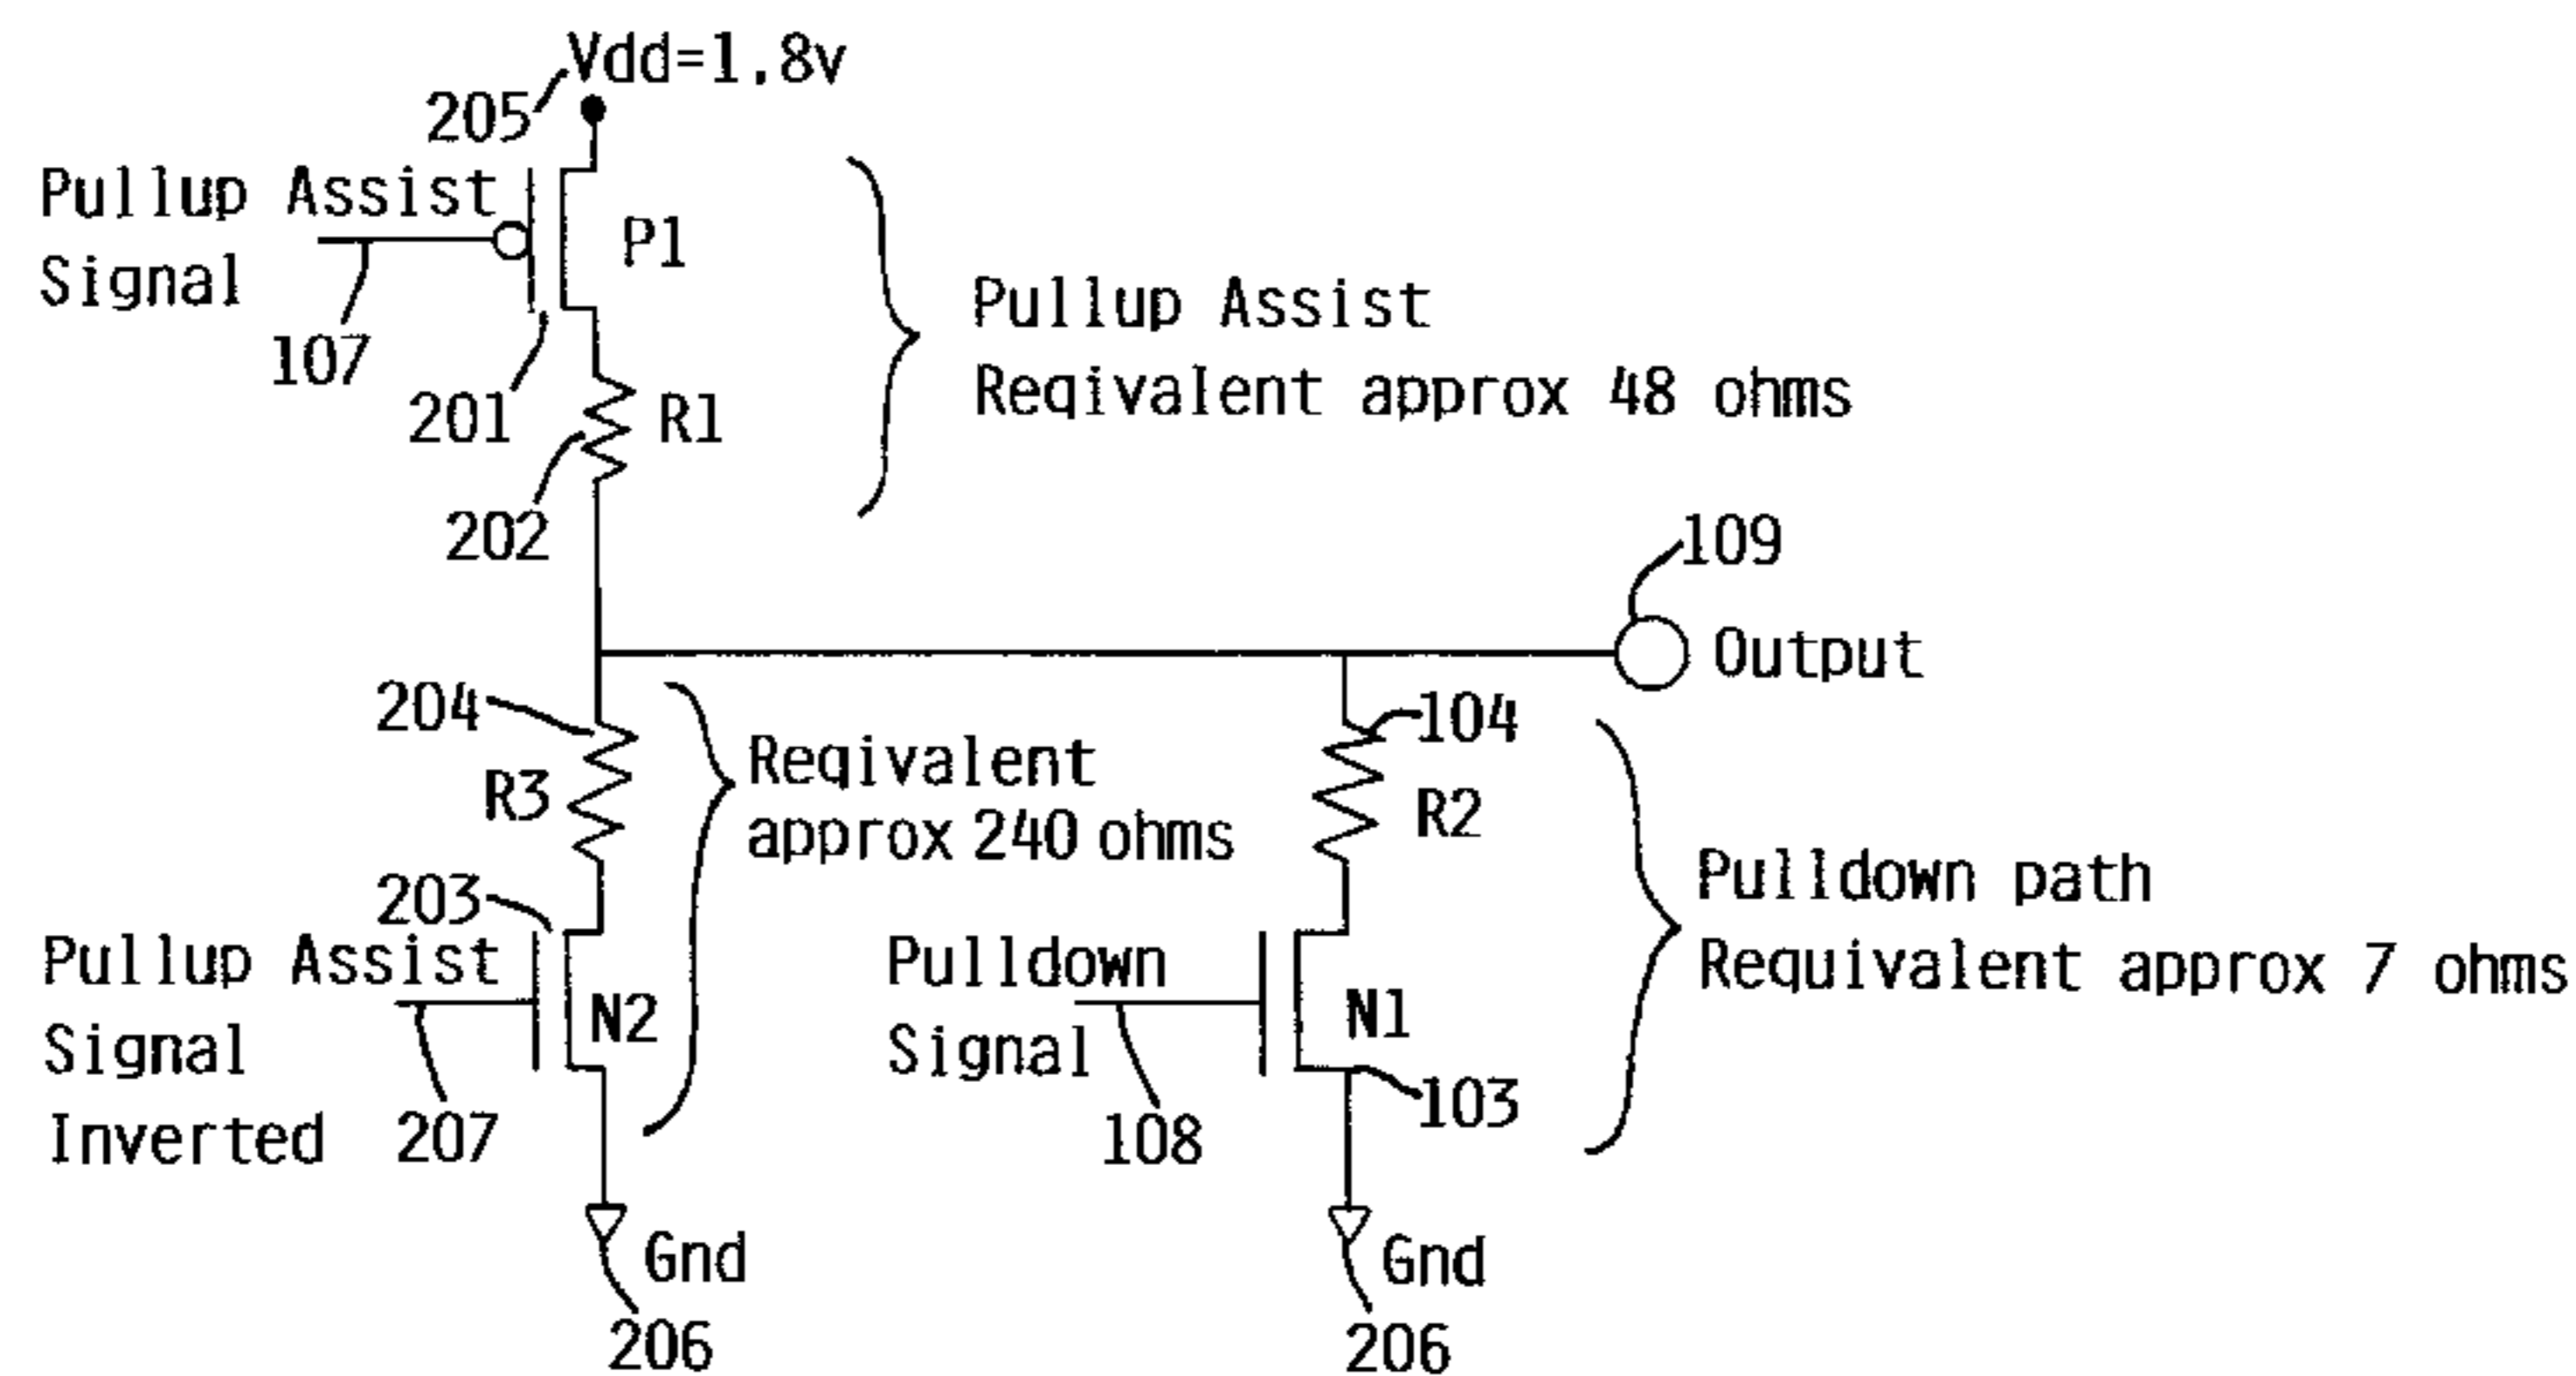 Vdd=1.8v
205
Pullup Assist
Signal
107
P1
201
R1
202
Pullup Assist
Reqivalent approx 48 ohms
109
Output
204
R3
Reqivalent
approx 240 ohms
104
R2
203
Pullup Assist
Signal
Inverted
207
N2
Pulldown
Signal
108
N1
103
Pulldown path
Requivalent approx 7 ohms
Gnd
206
Gnd
206